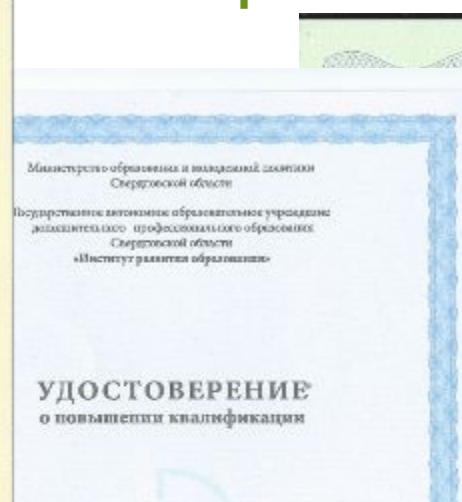 Министерство образования и молодежной политики
Свердловской области
Государственное автономное образовательное учреждение
дополнительного профессионального образования
Свердловской области
«Институт развития образования»
УДОСТОВЕРЕНИЕ
о повышении квалификации